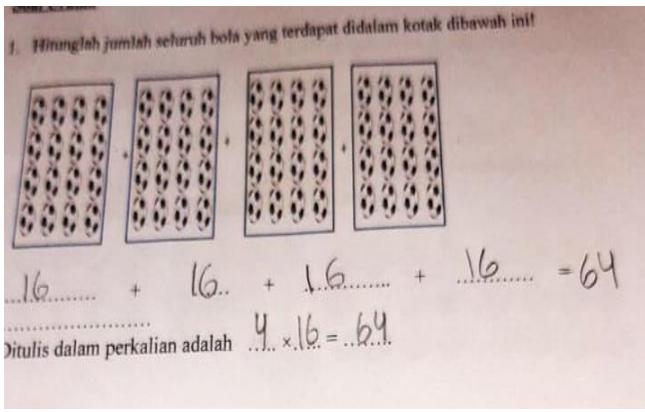 1. Hitunglah jumlah seluruh bola yang terdapat didalam kotak dibawah ini!
+ + +
...16......... + 16.. + 16........ + ..16....... = 64
........................
Ditulis dalam perkalian adalah ..4.. x.16. = ..64..